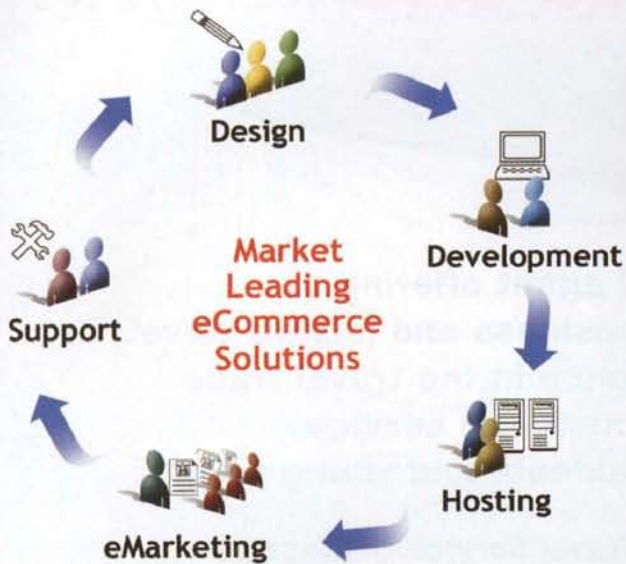 Design
Development
Market
Leading
eCommerce
Solutions
Support
Hosting
eMarketing